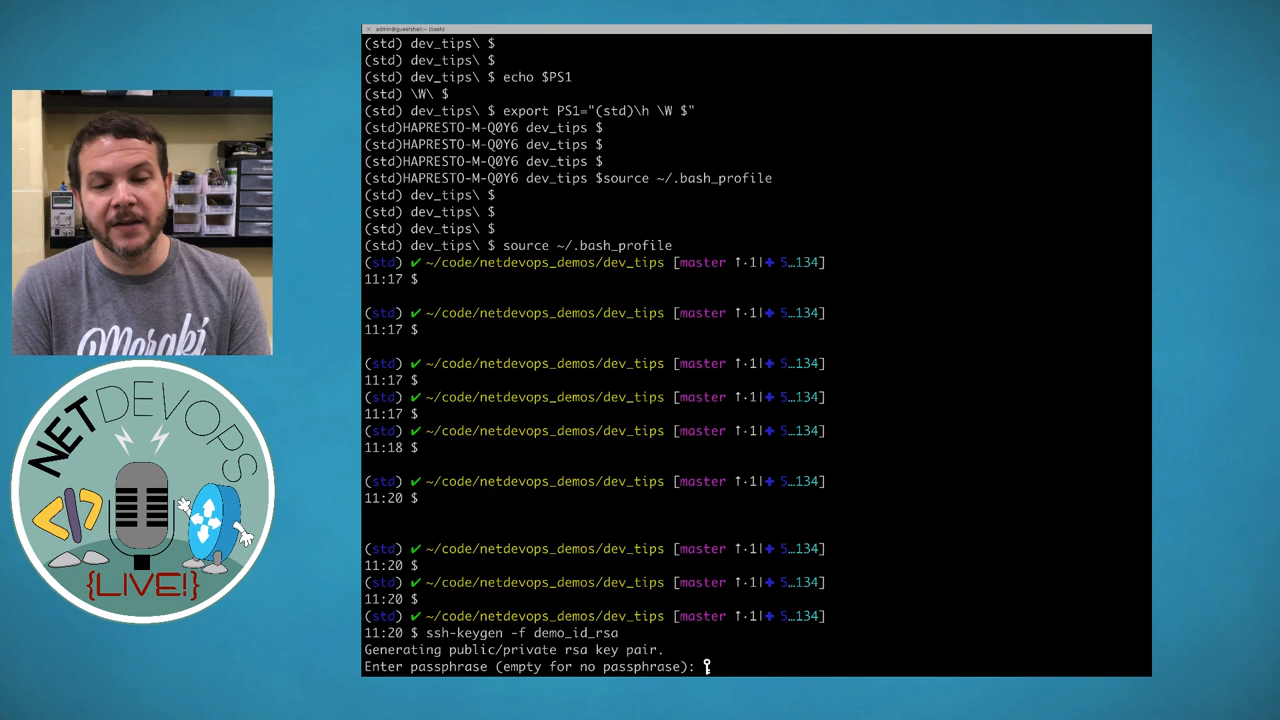 admin@guestshell:~ (bash)
(std) dev_tips\ $
(std) dev_tips\ $
(std) dev_tips\ $ echo $PS1
(std) \W\ $
(std) dev_tips\ $ export PS1="(std)\h \W $"
(std)HAPRESTO-M-Q0Y6 dev_tips $
(std)HAPRESTO-M-Q0Y6 dev_tips $
(std)HAPRESTO-M-Q0Y6 dev_tips $
(std)HAPRESTO-M-Q0Y6 dev_tips $source ~/.bash_profile
(std) dev_tips\ $
(std) dev_tips\ $
(std) dev_tips\ $
(std) dev_tips\ $ source ~/.bash_profile
(std) ✔ ~/code/netdevops_demos/dev_tips [master ↑·1|✚ 5…134]
11:17 $
(std) ✔ ~/code/netdevops_demos/dev_tips [master ↑·1|✚ 5…134]
11:17 $
(std) ✔ ~/code/netdevops_demos/dev_tips [master ↑·1|✚ 5…134]
11:17 $
(std) ✔ ~/code/netdevops_demos/dev_tips [master ↑·1|✚ 5…134]
11:17 $
(std) ✔ ~/code/netdevops_demos/dev_tips [master ↑·1|✚ 5…134]
11:18 $
(std) ✔ ~/code/netdevops_demos/dev_tips [master ↑·1|✚ 5…134]
11:20 $
(std) ✔ ~/code/netdevops_demos/dev_tips [master ↑·1|✚ 5…134]
11:20 $
(std) ✔ ~/code/netdevops_demos/dev_tips [master ↑·1|✚ 5…134]
11:20 $
(std) ✔ ~/code/netdevops_demos/dev_tips [master ↑·1|✚ 5…134]
11:20 $ ssh-keygen -f demo_id_rsa
Generating public/private rsa key pair.
Enter passphrase (empty for no passphrase):
Meraki
NETDEVOPS
</>
{LIVE!}